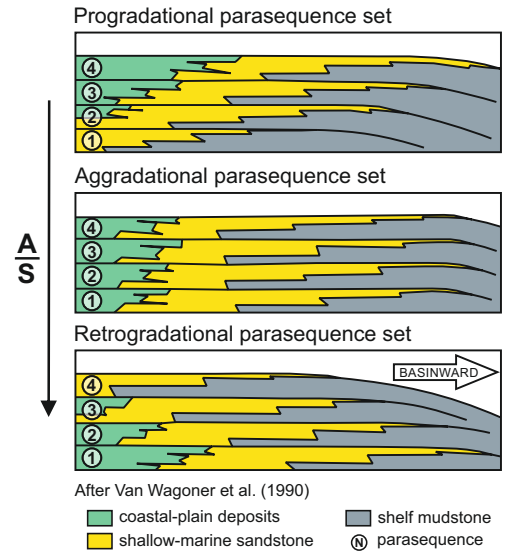 Progradational parasequence set
4
3
2
1
Aggradational parasequence set
4
3
2
1
A
S
Retrogradational parasequence set
BASINWARD
4
3
2
1
After Van Wagoner et al. (1990)
coastal-plain deposits
shelf mudstone
shallow-marine sandstone
N parasequence